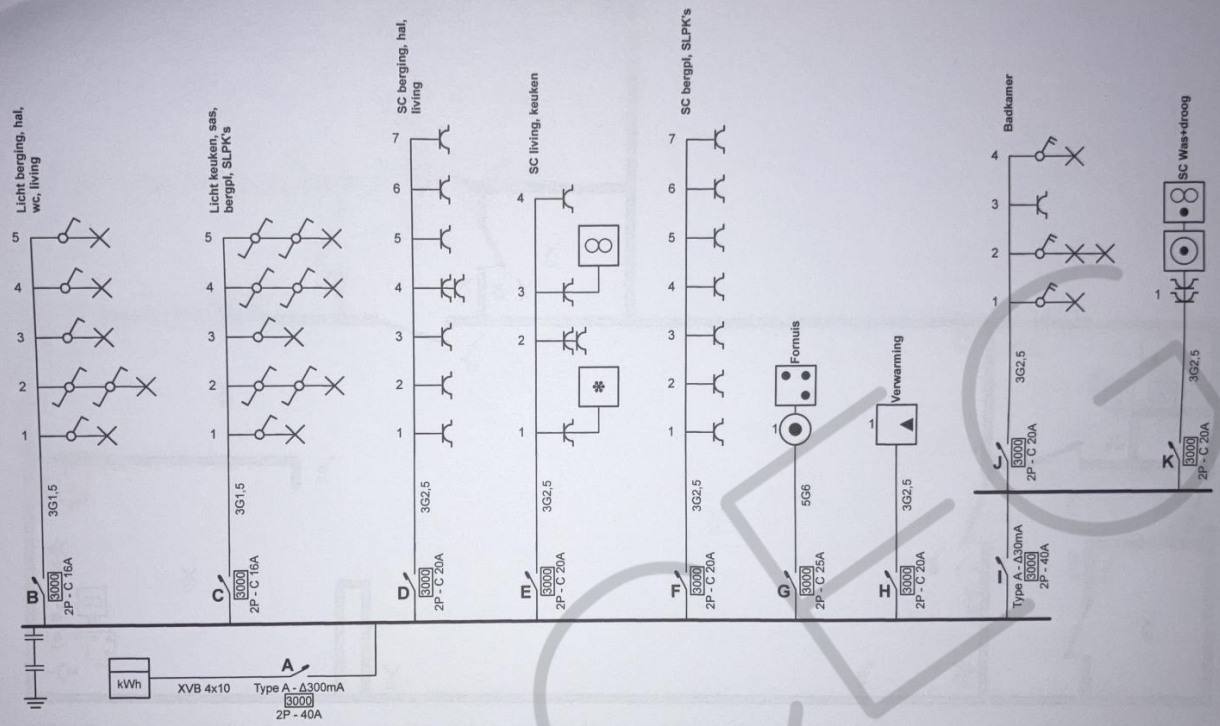 Licht berging, hal,
wc, living
5
4
3
2
1
3G1,5
B
3000
2P - C 16A
Licht keuken, sas,
bergpl, SLPK's
5
4
3
2
1
3G1,5
C
3000
2P - C 16A
SC berging, hal,
living
7
6
5
4
3
2
1
3G2,5
D
3000
2P - C 20A
SC living, keuken
4
3
2
1
3G2,5
E
3000
2P - C 20A
SC bergpl, SLPK's
7
6
5
4
3
2
1
3G2,5
F
3000
2P - C 20A
Fornuis
1
5G6
G
3000
2P - C 25A
Verwarming
1
3G2,5
H
3000
2P - C 20A
Badkamer
4
3
2
1
3G2,5
J
3000
2P - C 20A
I
Type A - Δ30mA
3000
2P - 40A
SC Was+droog
1
3G2,5
K
3000
2P - C 20A
kWh
XVB 4x10
A
Type A - Δ300mA
3000
2P - 40A